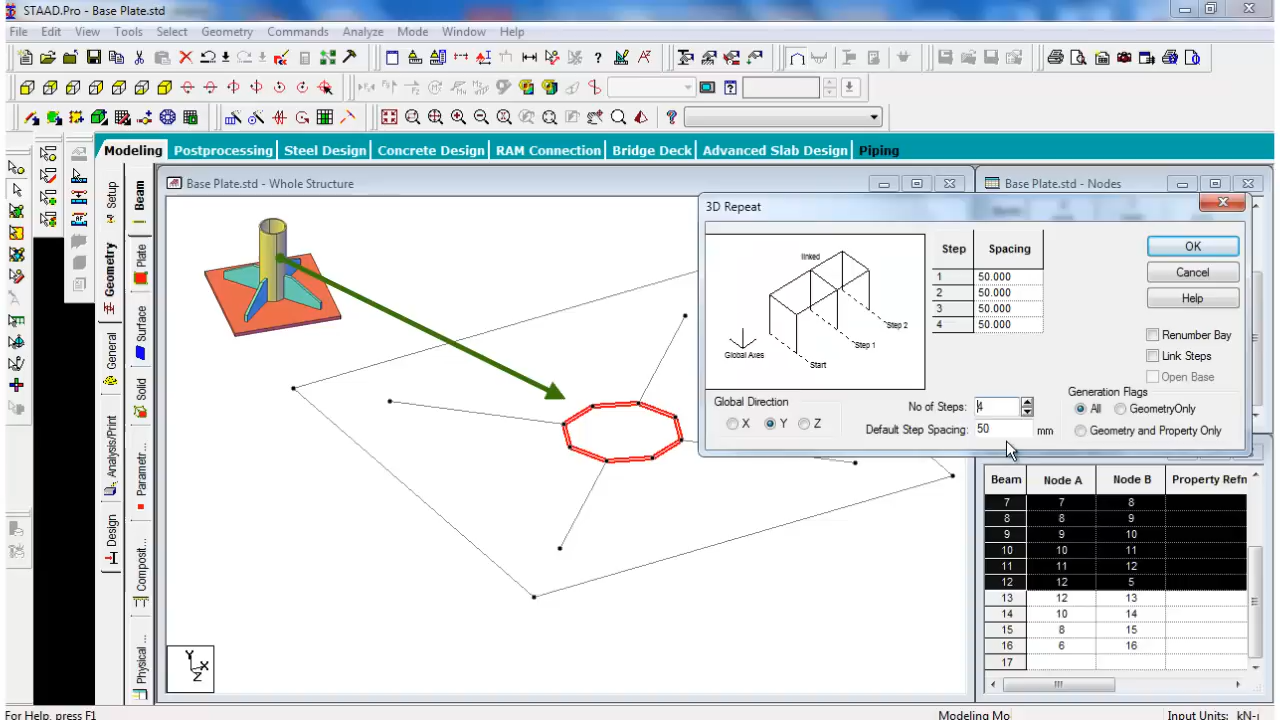 STAAD.Pro - Base Plate.std
File Edit View Tools Select Geometry Commands Analyze Mode Window Help
Modeling Postprocessing Steel Design Concrete Design RAM Connection Bridge Deck Advanced Slab Design Piping
Base Plate.std - Whole Structure
Base Plate.std - Nodes
Setup
Geometry
General
Analysis/Print
Design
Beam
Plate
Surface
Solid
Parametr...
Composit...
Physical ...
3D Repeat
linked
Global Axes
Start
Step 1
Step 2
Step Spacing
1 50.000
2 50.000
3 50.000
4 50.000
OK
Cancel
Help
Renumber Bay
Link Steps
Open Base
Global Direction
X Y Z
No of Steps: 4
Default Step Spacing: 50 mm
Generation Flags
All GeometryOnly
Geometry and Property Only
Beam Node A Node B Property Refn
7 7 8
8 8 9
9 9 10
10 10 11
11 11 12
12 12 5
13 12 13
14 10 14
15 8 15
16 6 16
17
Y
X
Z
For Help, press F1
Modeling Mo
Input Units: kN-